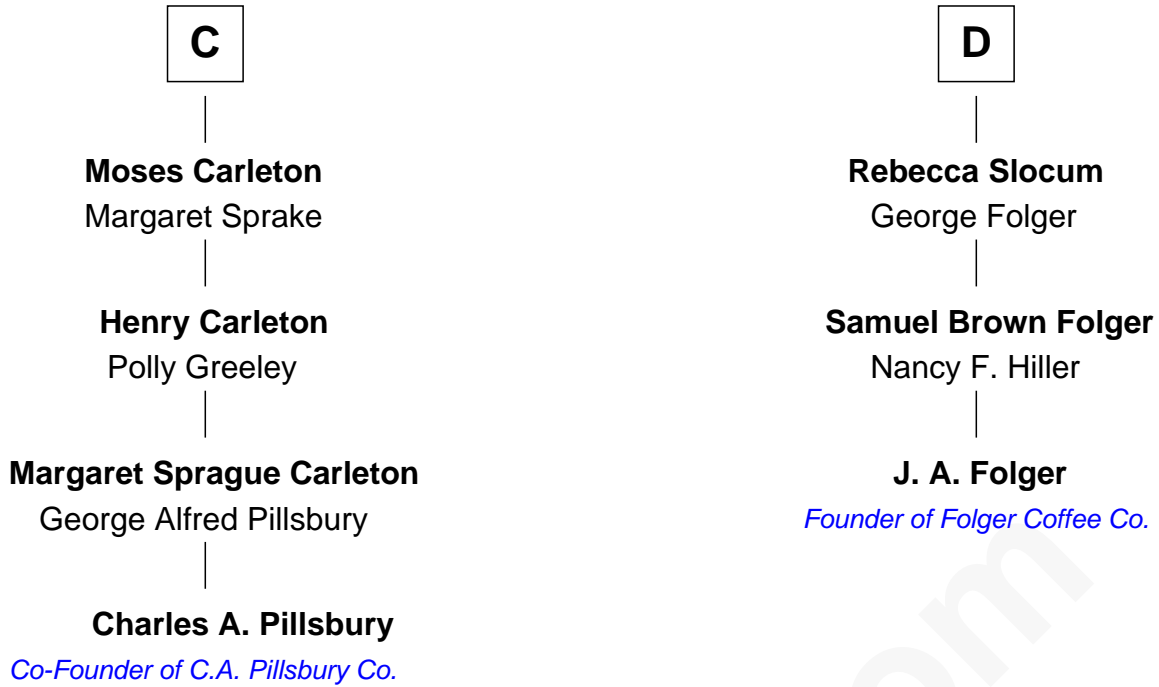 C
Moses Carleton
Margaret Sprake
Henry Carleton
Polly Greeley
Margaret Sprague Carleton
George Alfred Pillsbury
Charles A. Pillsbury
Co-Founder of C.A. Pillsbury Co.
D
Rebecca Slocum
George Folger
Samuel Brown Folger
Nancy F. Hiller
J. A. Folger
Founder of Folger Coffee Co.
om